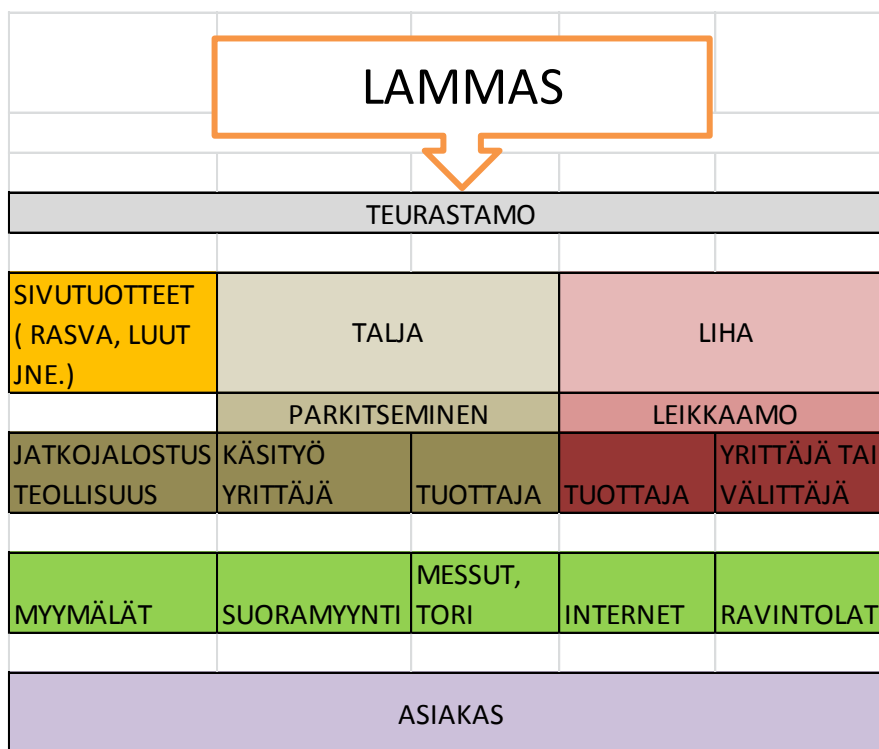 LAMMAS
TEURASTAMO
SIVUTUOTTEET
( RASVA, LUUT
JNE.)
TALJA
LIHA
PARKITSEMINEN
LEIKKAAMO
JATKOJALOSTUS
TEOLLISUUS
KÄSITYÖ
YRITTÄJÄ
TUOTTAJA
TUOTTAJA
YRITTÄJÄ TAI
VÄLITTÄJÄ
MYYMÄLÄT
SUORAMYYNTI
MESSUT,
TORI
INTERNET
RAVINTOLAT
ASIAKAS